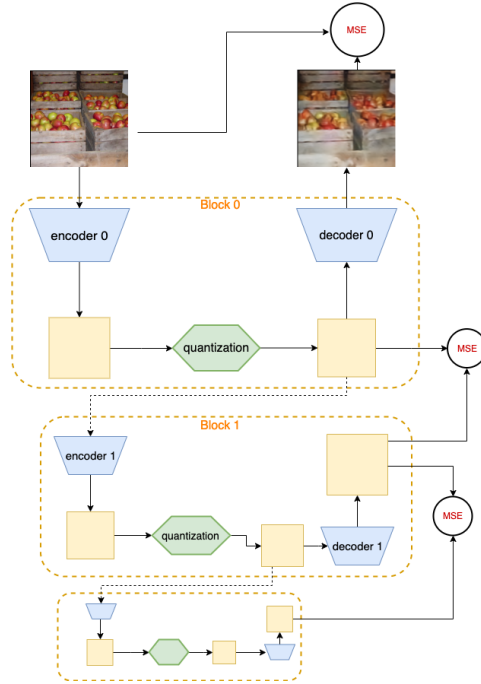 MSE
Block 0
encoder 0
decoder 0
quantization
MSE
Block 1
encoder 1
quantization
MSE
decoder 1